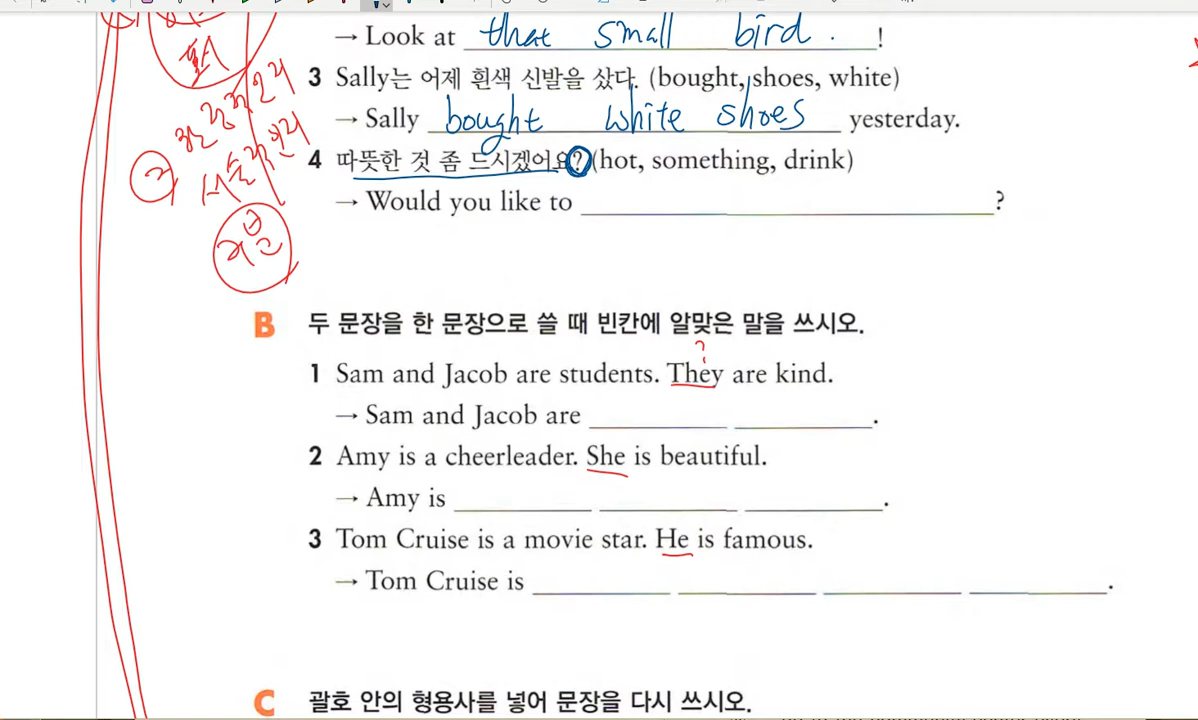 → Look at that small bird. !
3 Sally는 어제 흰색 신발을 샀다. (bought, shoes, white)
→ Sally bought white shoes yesterday.
4 따뜻한 것 좀 드시겠어요? (hot, something, drink)
→ Would you like to ?
B 두 문장을 한 문장으로 쓸 때 빈칸에 알맞은 말을 쓰시오.
?
1 Sam and Jacob are students. They are kind.
→ Sam and Jacob are .
2 Amy is a cheerleader. She is beautiful.
→ Amy is .
3 Tom Cruise is a movie star. He is famous.
→ Tom Cruise is .
C 괄호 안의 형용사를 넣어 문장을 다시 쓰시오.